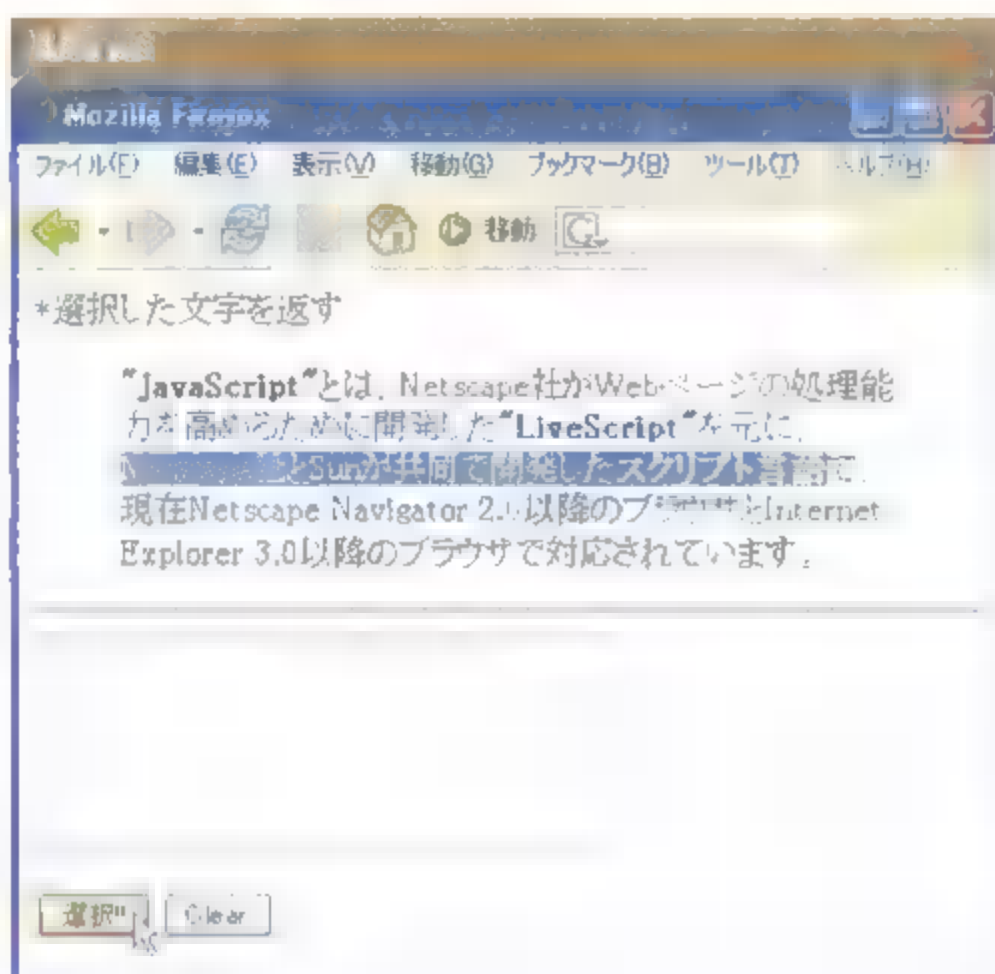 Mozilla Firefox
ファイル(F) 編集(E) 表示(V) 移動(G) ブックマーク(B) ツール(T) ヘルプ(H)
移動
*選択した文字を返す
"JavaScript"とは、Netscape社がWebページの処理能
力を高めるために開発した"LiveScript"を元に、
とSunが共同で開発したスクリプト言語で、
現在Netscape Navigator 2.0以降のブラウザとInternet
Explorer 3.0以降のブラウザで対応されています。
選択 Clear